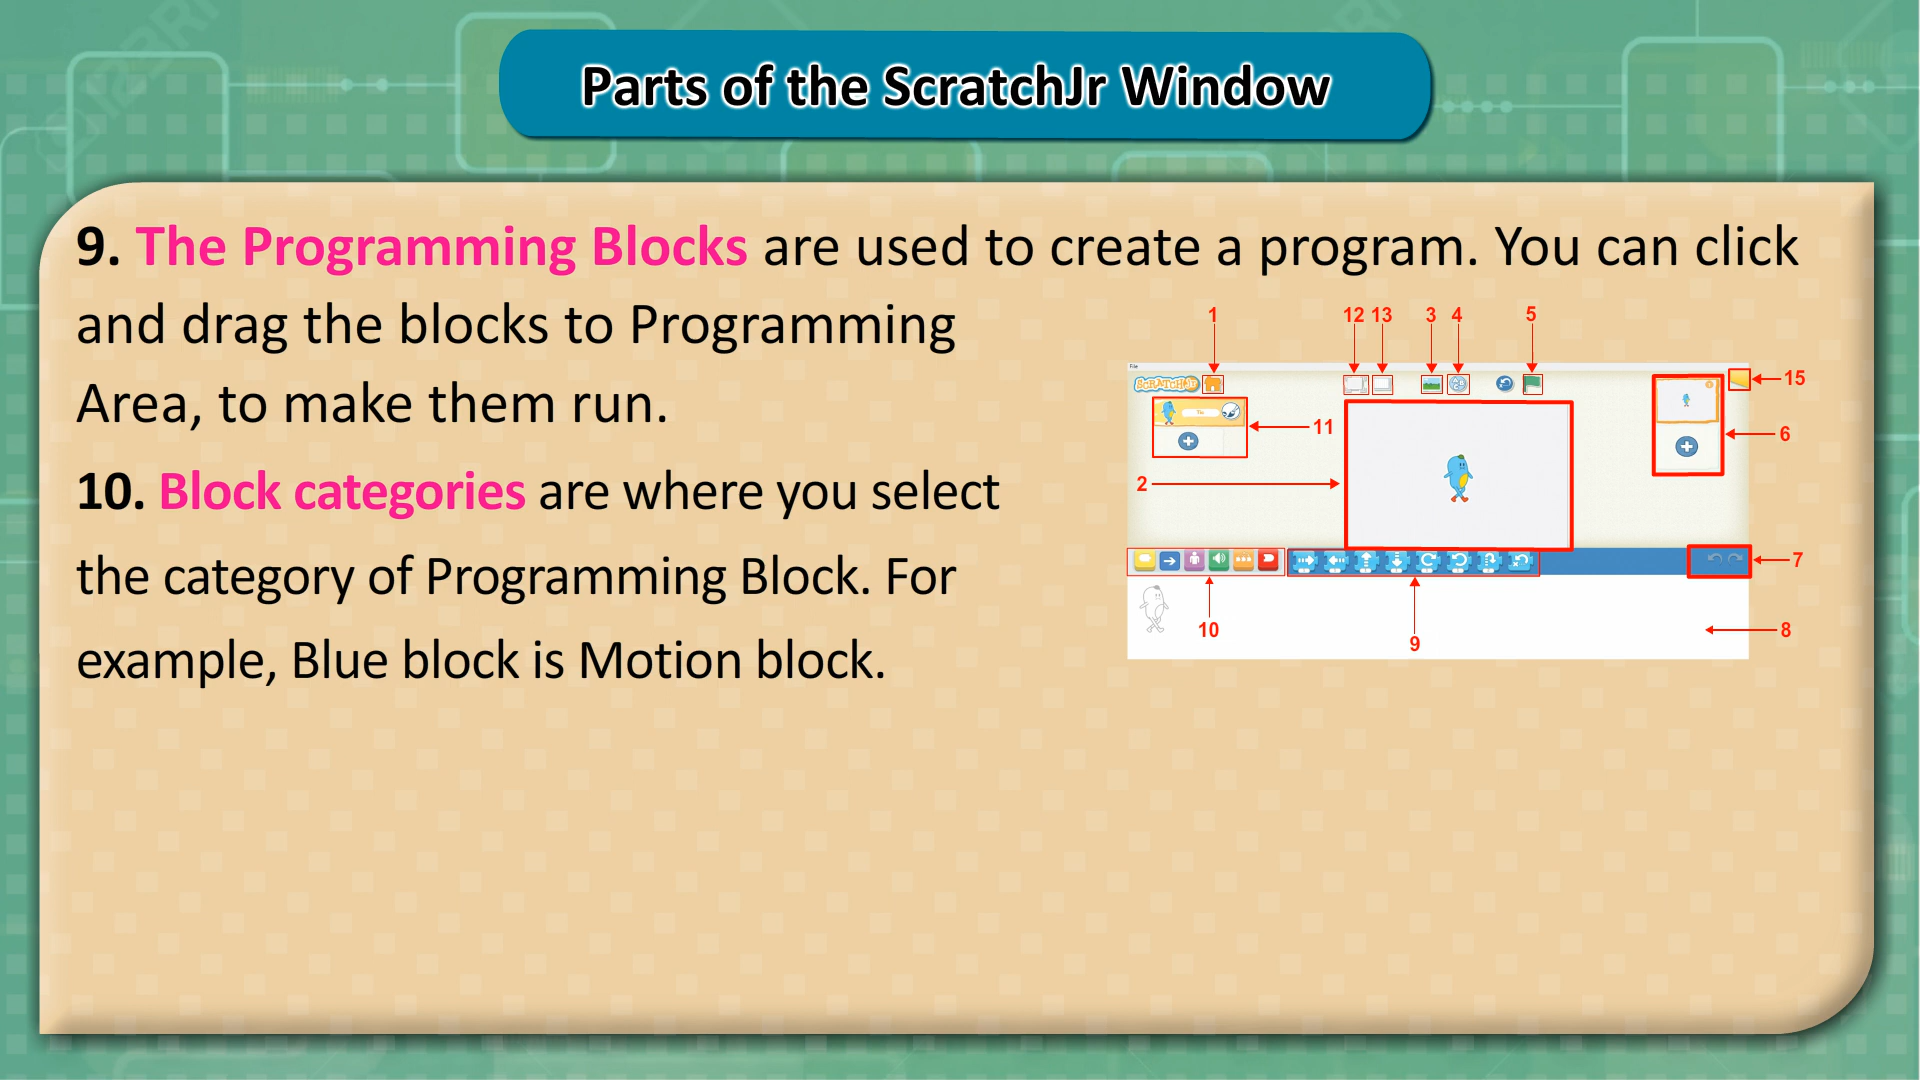 Parts of the ScratchJr Window
9. The Programming Blocks are used to create a program. You can click
and drag the blocks to Programming
Area, to make them run.
10. Block categories are where you select
the category of Programming Block. For
example, Blue block is Motion block.
1
12 13
3 4
5
File
SCRATCHJr
15
11
6
2
7
10
9
8